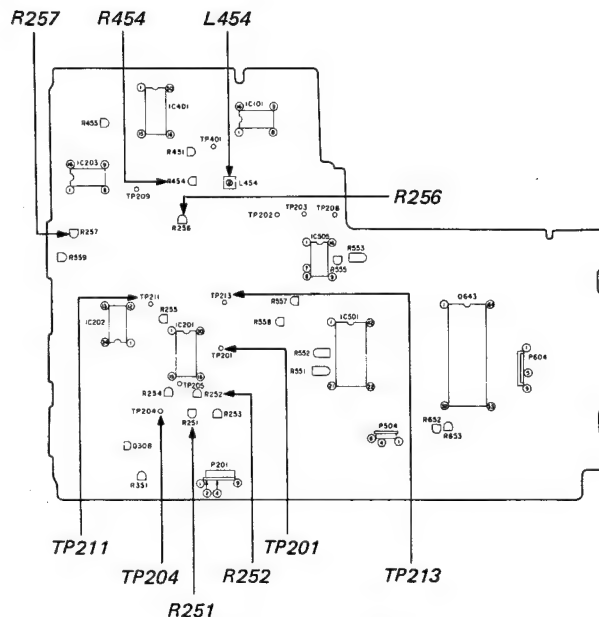 R257 R454 L454
IC401
IC101
R455
TP401
R451
IC203
R454 L454
TP209
R256
TP203 TP206
TP202
R256
R257
IC505
R553
R555
R559
TP211 TP213 R557
R255 R558
IC202 IC201 IC501
TP201
R552
R551
Q643
P604
TP205
R254 R252
TP204 R251 R253
P504
R652
R653
Q308
R351
P201
TP211 TP201
TP204 R252 TP213
R251